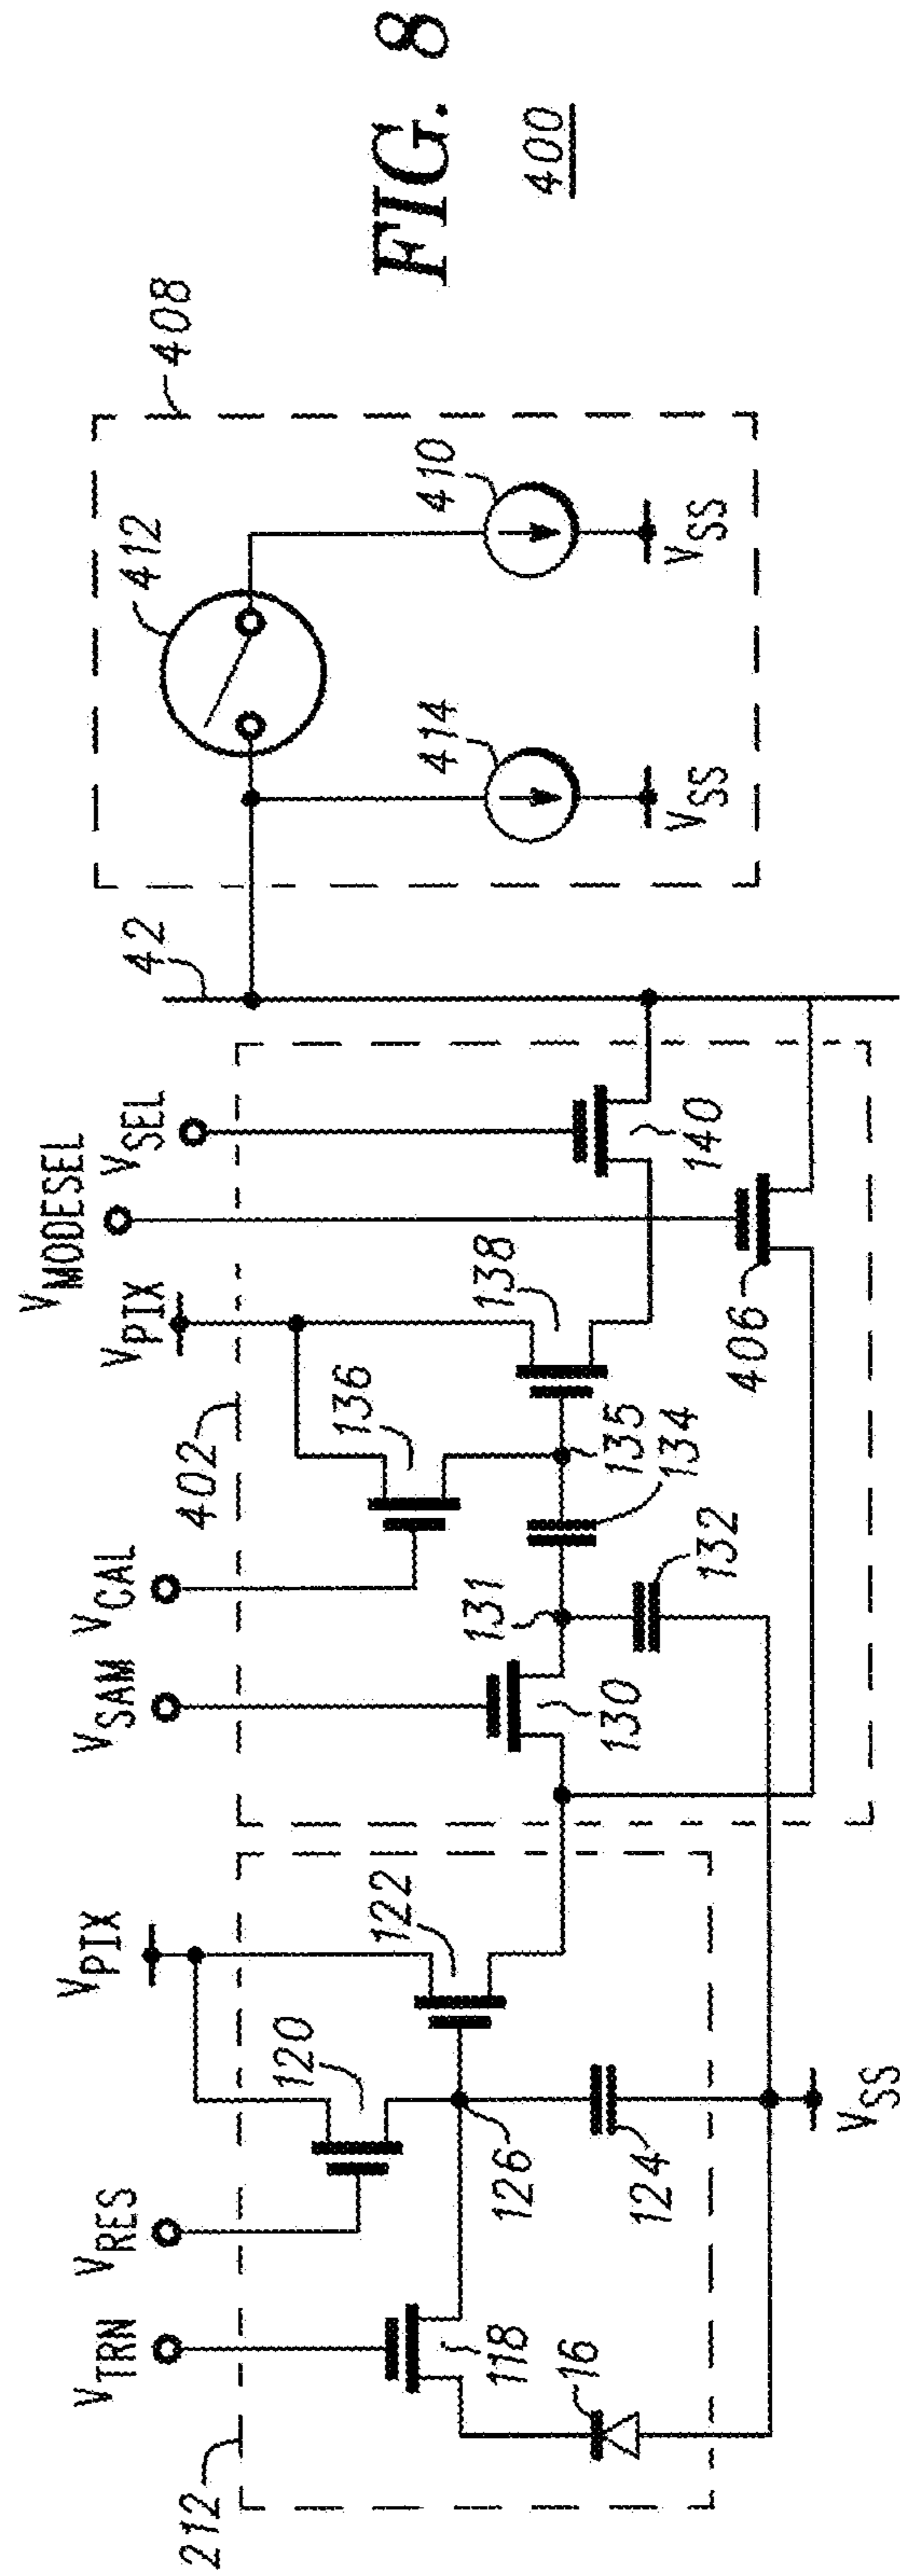 FIG. 8
400
408
412
410
414
VSS
VSS
42
VMODESEL
VSEL
VPIX
402
VCAL
VSAM
136
138
140
135
134
131
132
130
406
VPIX
VRES
VTRN
212
120
122
126
124
118
16
VSS